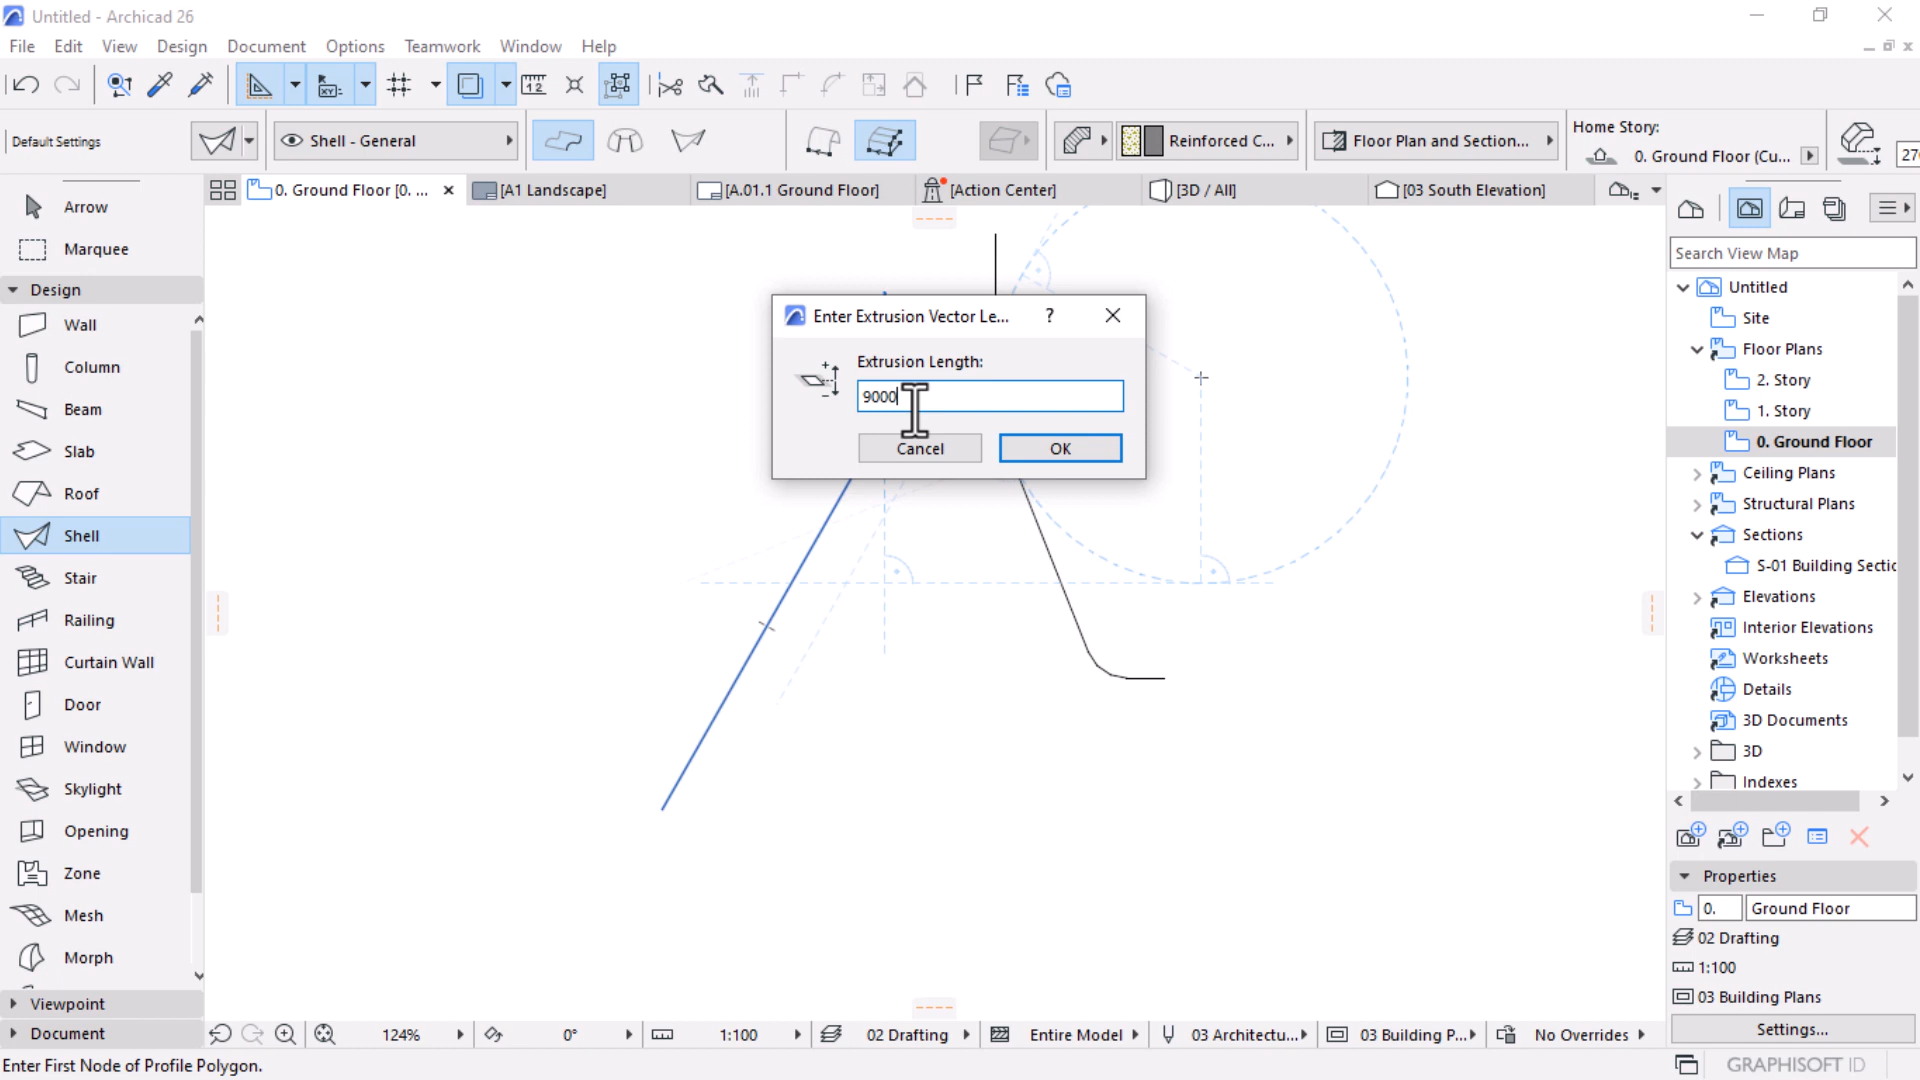 Untitled - Archicad 26
File Edit View Design Document Options Teamwork Window Help
Default Settings
Shell - General
Reinforced C...
Floor Plan and Section...
Home Story:
0. Ground Floor (Cu...
27
0. Ground Floor [0. ...
[A1 Landscape]
[A.01.1 Ground Floor]
[Action Center]
[3D / All]
[03 South Elevation]
Arrow
Marquee
Design
Wall
Column
Beam
Slab
Roof
Shell
Stair
Railing
Curtain Wall
Door
Window
Skylight
Opening
Zone
Mesh
Morph
Viewpoint
Document
Enter Extrusion Vector Le...
?
Extrusion Length:
9000
Cancel
OK
Search View Map
Untitled
Site
Floor Plans
2. Story
1. Story
0. Ground Floor
Ceiling Plans
Structural Plans
Sections
S-01 Building Sectic
Elevations
Interior Elevations
Worksheets
Details
3D Documents
3D
Indexes
Properties
0.
Ground Floor
02 Drafting
1:100
03 Building Plans
Settings...
124%
0°
1:100
02 Drafting
Entire Model
03 Architectu...
03 Building P...
No Overrides
Enter First Node of Profile Polygon.
GRAPHISOFT ID